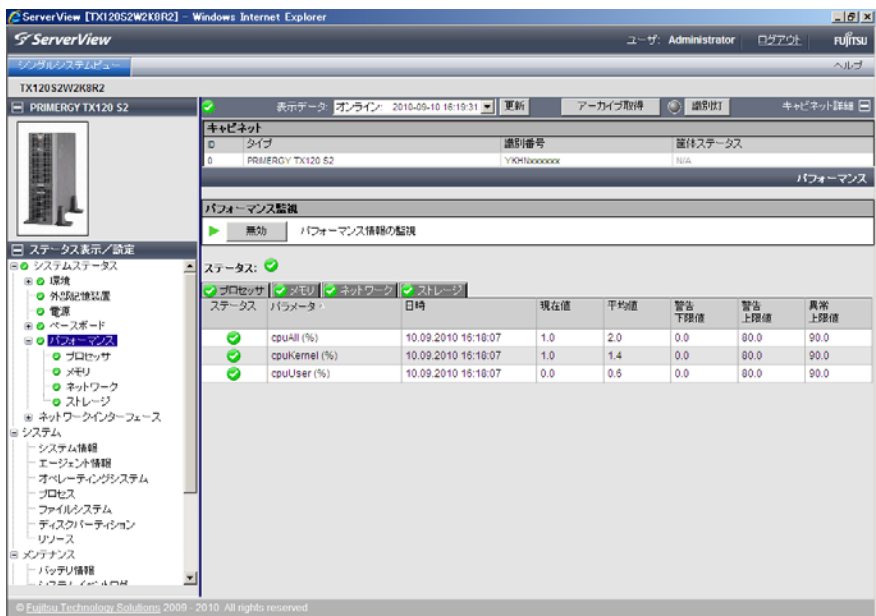 ServerView [TX120S2W2K8R2] - Windows Internet Explorer
ServerView ユーザ: Administrator ログアウト FUJITSU
シングルシステムビュー ヘルプ
TX120S2W2K8R2
PRIMERGY TX120 S2
表示データ: オンライン: 2010-09-10 16:19:31 更新 アーカイブ取得 識別灯 キャビネット詳細
キャビネット
ID タイプ 識別番号 筐体ステータス
0 PRIMERGY TX120 S2 YKHNxxxxxx N/A
パフォーマンス
パフォーマンス監視
無効 パフォーマンス情報の監視
ステータス:
プロセッサ メモリ ネットワーク ストレージ
ステータス パラメータ 日時 現在値 平均値 警告下限値 警告上限値 異常上限値
cpuAll (%) 10.09.2010 16:18:07 1.0 2.0 0.0 80.0 90.0
cpuKernel (%) 10.09.2010 16:18:07 1.0 1.4 0.0 80.0 90.0
cpuUser (%) 10.09.2010 16:18:07 0.0 0.6 0.0 80.0 90.0
ステータス表示/設定
システムステータス
環境
外部記憶装置
電源
ベースボード
パフォーマンス
プロセッサ
メモリ
ネットワーク
ストレージ
ネットワークインターフェース
システム
システム情報
エージェント情報
オペレーティングシステム
プロセス
ファイルシステム
ディスクパーティション
リソース
メンテナンス
バッテリ情報
© Fujitsu Technology Solutions 2009 - 2010 All rights reserved